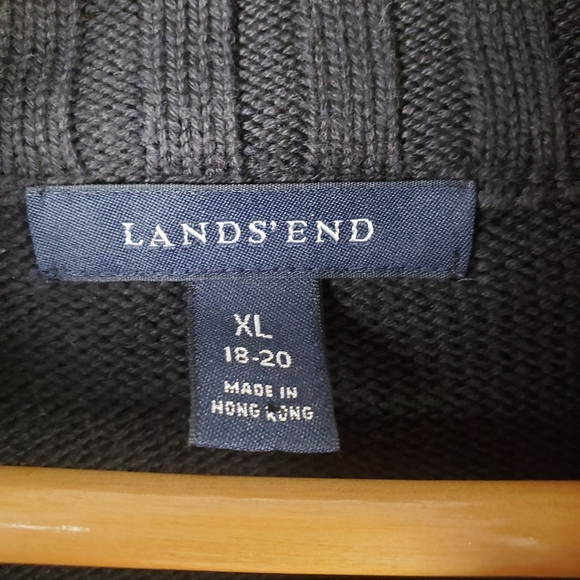 LANDS' END
XL
18-20
MADE IN
HONG KONG